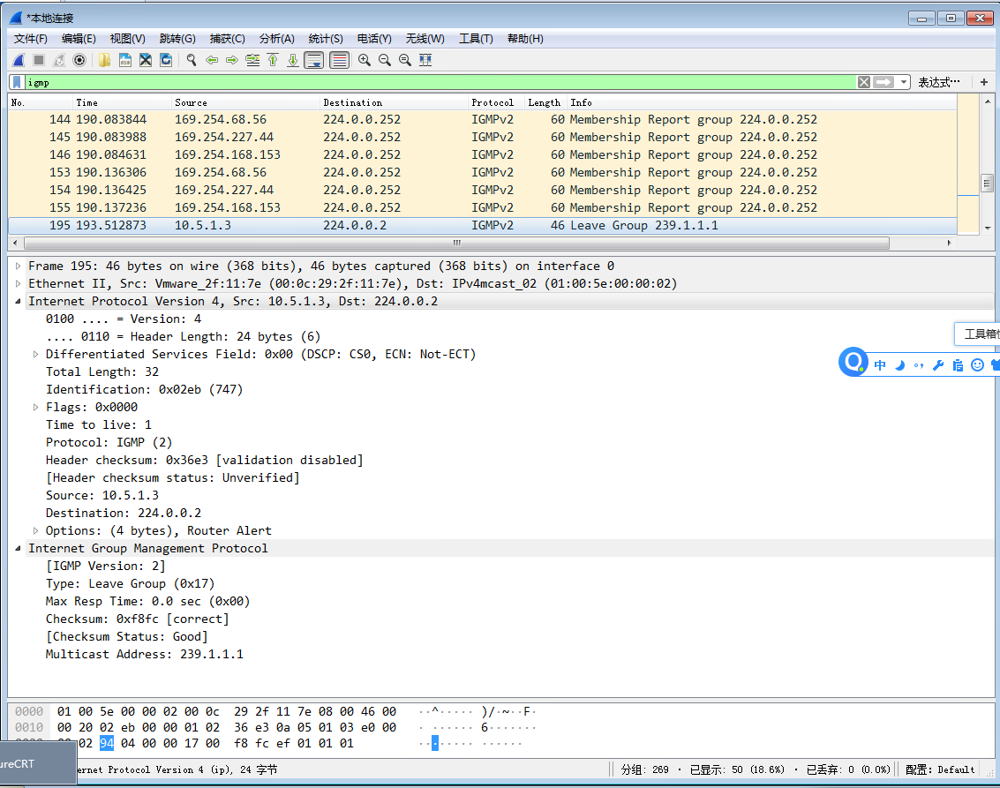 *本地连接
文件(F) 编辑(E) 视图(V) 跳转(G) 捕获(C) 分析(A) 统计(S) 电话(Y) 无线(W) 工具(T) 帮助(H)
igmp 表达式… +
No. Time Source Destination Protocol Length Info
144 190.083844 169.254.68.56 224.0.0.252 IGMPv2 60 Membership Report group 224.0.0.252
145 190.083988 169.254.227.44 224.0.0.252 IGMPv2 60 Membership Report group 224.0.0.252
146 190.084631 169.254.168.153 224.0.0.252 IGMPv2 60 Membership Report group 224.0.0.252
153 190.136306 169.254.68.56 224.0.0.252 IGMPv2 60 Membership Report group 224.0.0.252
154 190.136425 169.254.227.44 224.0.0.252 IGMPv2 60 Membership Report group 224.0.0.252
155 190.137236 169.254.168.153 224.0.0.252 IGMPv2 60 Membership Report group 224.0.0.252
195 193.512873 10.5.1.3 224.0.0.2 IGMPv2 46 Leave Group 239.1.1.1
Frame 195: 46 bytes on wire (368 bits), 46 bytes captured (368 bits) on interface 0
Ethernet II, Src: Vmware_2f:11:7e (00:0c:29:2f:11:7e), Dst: IPv4mcast_02 (01:00:5e:00:00:02)
Internet Protocol Version 4, Src: 10.5.1.3, Dst: 224.0.0.2
0100 .... = Version: 4
.... 0110 = Header Length: 24 bytes (6)
Differentiated Services Field: 0x00 (DSCP: CS0, ECN: Not-ECT)
Total Length: 32
Identification: 0x02eb (747)
Flags: 0x0000
Time to live: 1
Protocol: IGMP (2)
Header checksum: 0x36e3 [validation disabled]
[Header checksum status: Unverified]
Source: 10.5.1.3
Destination: 224.0.0.2
Options: (4 bytes), Router Alert
Internet Group Management Protocol
[IGMP Version: 2]
Type: Leave Group (0x17)
Max Resp Time: 0.0 sec (0x00)
Checksum: 0xf8fc [correct]
[Checksum Status: Good]
Multicast Address: 239.1.1.1
工具箱
中
0000 01 00 5e 00 00 02 00 0c 29 2f 11 7e 08 00 46 00 ··^····· )/·~··F·
0010 00 20 02 eb 00 00 01 02 36 e3 0a 05 01 03 e0 00 · ······ 6·······
02 94 04 00 00 17 00 f8 fc ef 01 01 01 ········ ······
ureCRT
ernet Protocol Version 4 (ip), 24 字节 分组: 269 · 已显示: 50 (18.6%) · 已丢弃: 0 (0.0%) 配置: Default